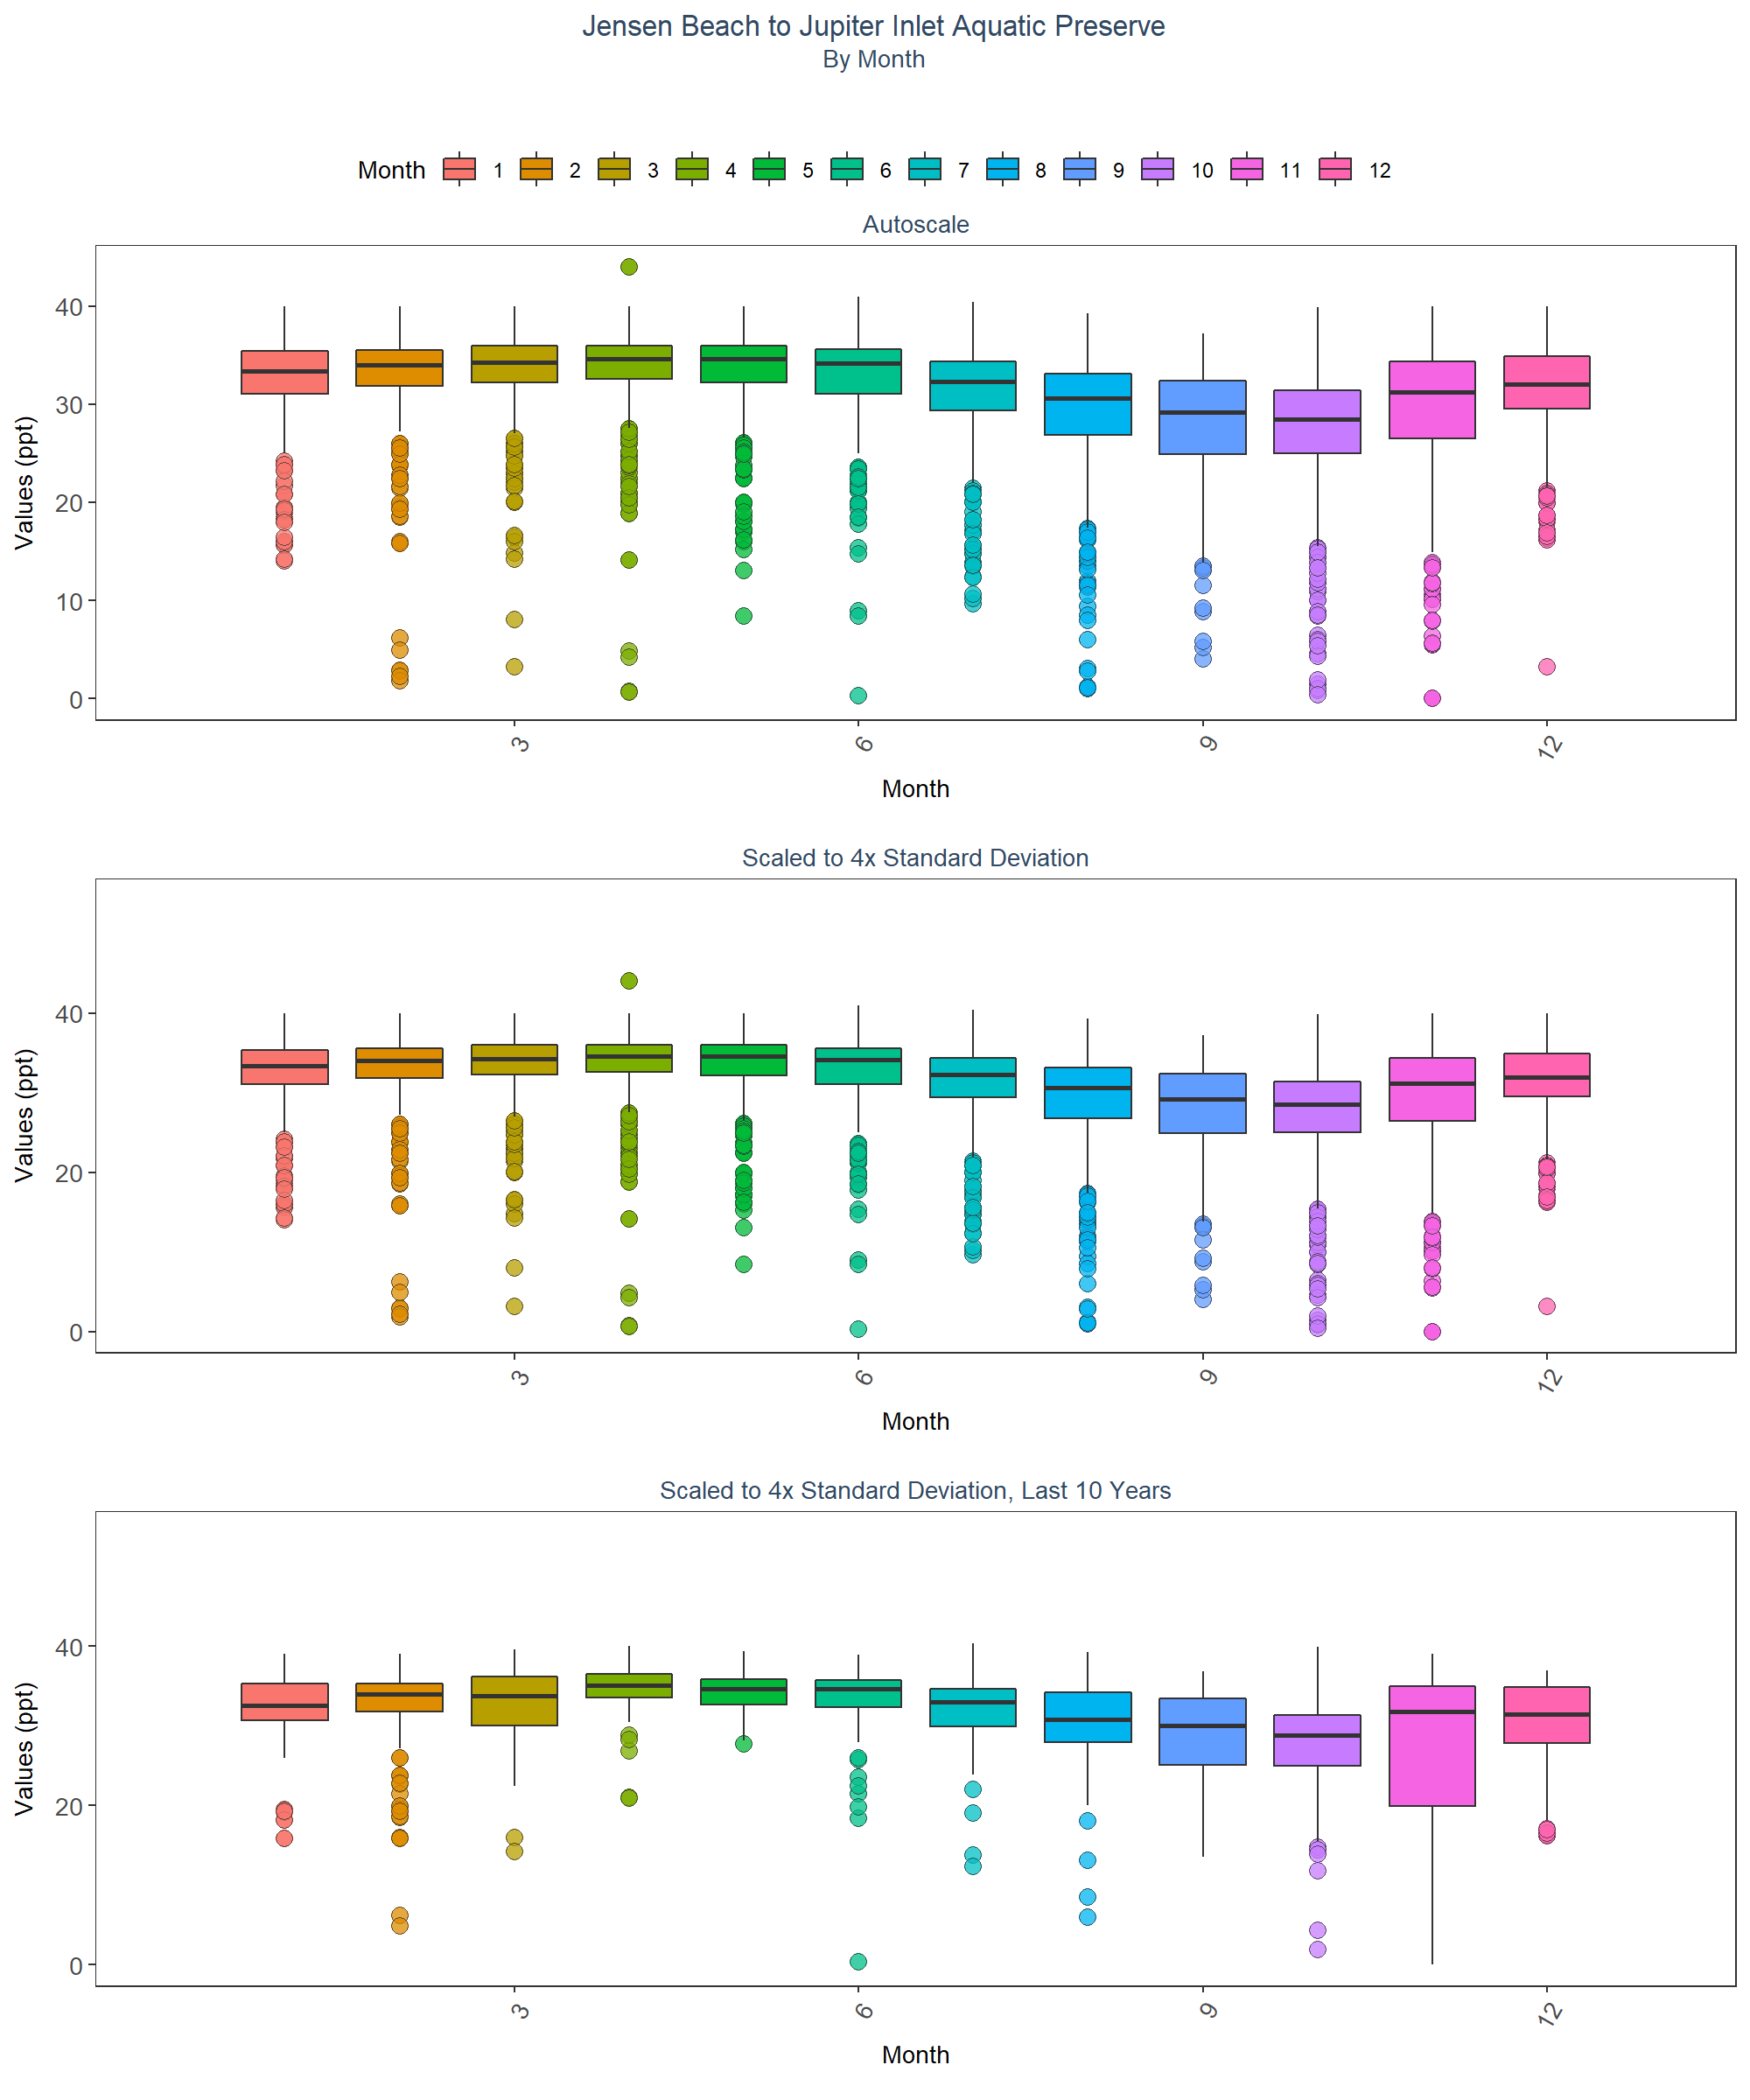 Jensen Beach to Jupiter Inlet Aquatic Preserve
By Month
Month 1 2 3 4 5 6 7 8 9 10 11 12
Autoscale
Values (ppt)
40
30
20
10
0
3 6 9 12
Month
Scaled to 4x Standard Deviation
Values (ppt)
40
20
0
3 6 9 12
Month
Scaled to 4x Standard Deviation, Last 10 Years
Values (ppt)
40
20
0
3 6 9 12
Month